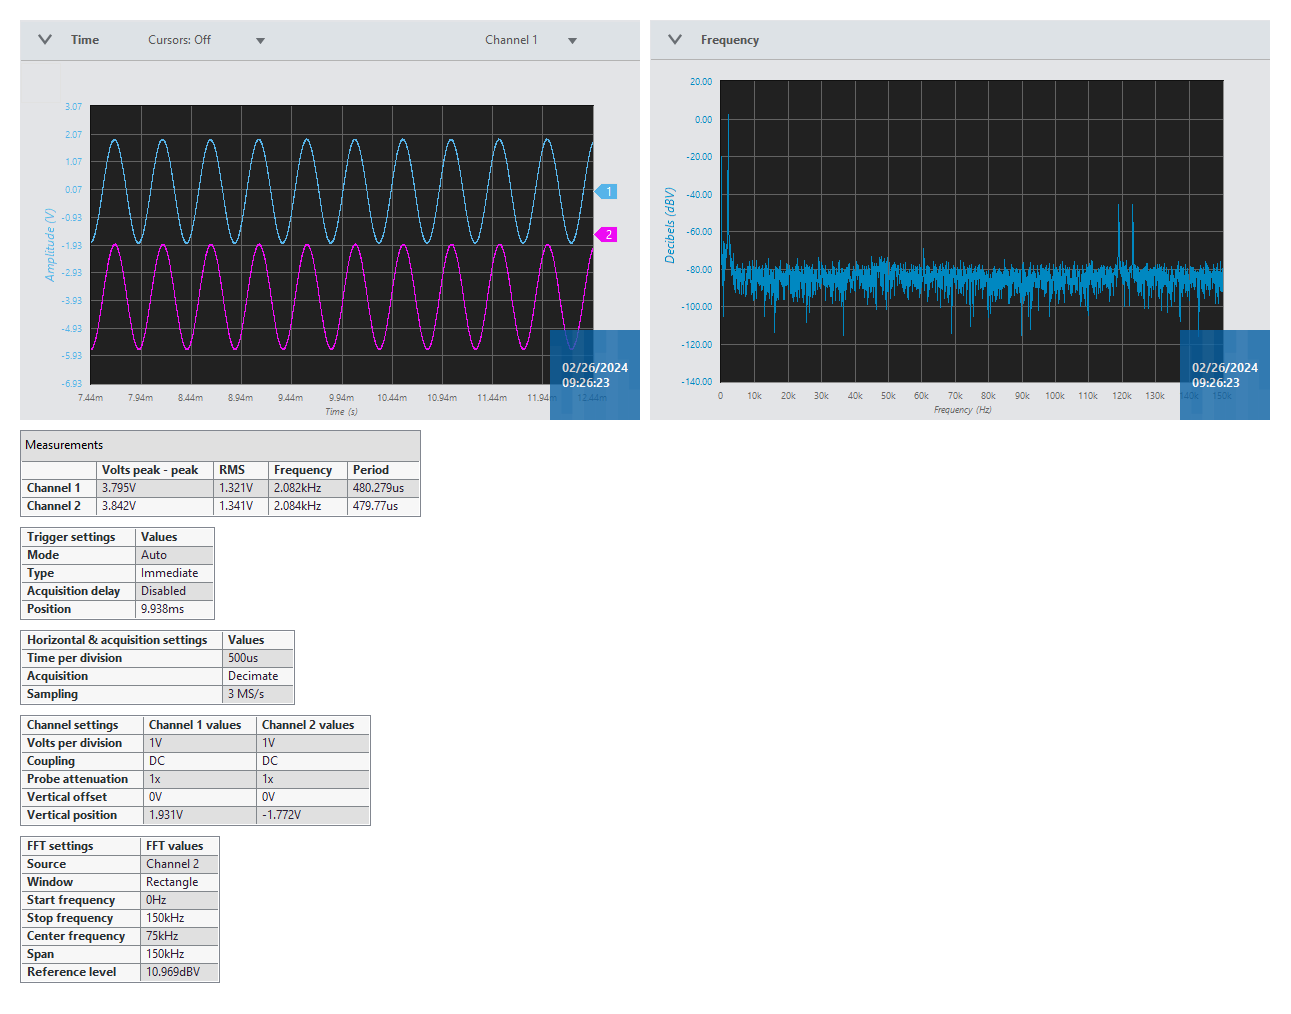 Time Cursors: Off Channel 1
3.07
2.07
1.07
0.07
-0.93
-1.93
-2.93
-3.93
-4.93
-5.93
-6.93
Amplitude (V)
1
2
7.44m 7.94m 8.44m 8.94m 9.44m 9.94m 10.44m 10.94m 11.44m 11.94m 12.44m
Time (s)
02/26/2024
09:26:23
Frequency
20.00
0.00
-20.00
-40.00
-60.00
-80.00
-100.00
-120.00
-140.00
Decibels (dBV)
0 10k 20k 30k 40k 50k 60k 70k 80k 90k 100k 110k 120k 130k 140k 150k
Frequency (Hz)
02/26/2024
09:26:23
Measurements
Volts peak - peak RMS Frequency Period
Channel 1 3.795V 1.321V 2.082kHz 480.279us
Channel 2 3.842V 1.341V 2.084kHz 479.77us
Trigger settings Values
Mode Auto
Type Immediate
Acquisition delay Disabled
Position 9.938ms
Horizontal & acquisition settings Values
Time per division 500us
Acquisition Decimate
Sampling 3 MS/s
Channel settings Channel 1 values Channel 2 values
Volts per division 1V 1V
Coupling DC DC
Probe attenuation 1x 1x
Vertical offset 0V 0V
Vertical position 1.931V -1.772V
FFT settings FFT values
Source Channel 2
Window Rectangle
Start frequency 0Hz
Stop frequency 150kHz
Center frequency 75kHz
Span 150kHz
Reference level 10.969dBV